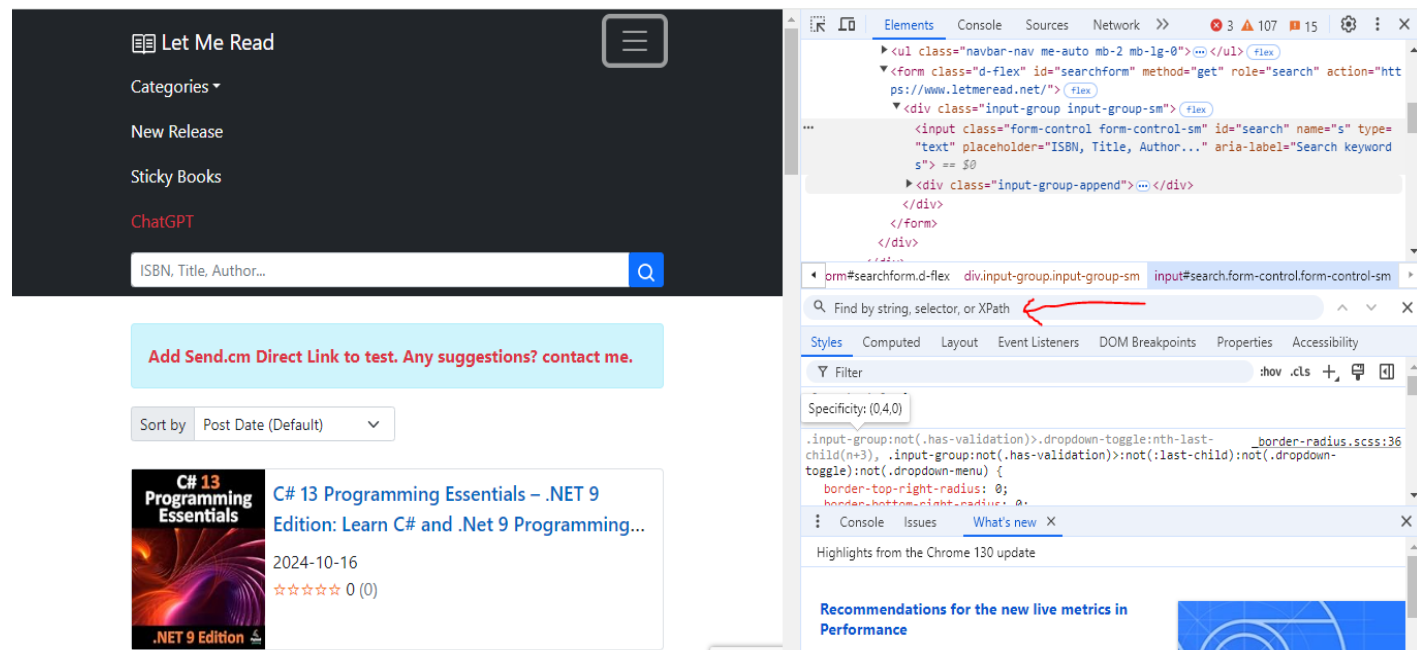 Let Me Read
Categories
New Release
Sticky Books
ChatGPT
ISBN, Title, Author...
Add Send.cm Direct Link to test. Any suggestions? contact me.
Sort by Post Date (Default)
C# 13
Programming
Essentials
.NET 9 Edition
C# 13 Programming Essentials – .NET 9
Edition: Learn C# and .Net 9 Programming...
2024-10-16
☆☆☆☆☆ 0 (0)
Elements Console Sources Network 3 107 15
<ul class="navbar-nav me-auto mb-2 mb-lg-0">…</ul> flex
<form class="d-flex" id="searchform" method="get" role="search" action="htt
ps://www.letmeread.net/"> flex
<div class="input-group input-group-sm"> flex
<input class="form-control form-control-sm" id="search" name="s" type=
"text" placeholder="ISBN, Title, Author..." aria-label="Search keyword
s"> == $0
<div class="input-group-append">…</div>
</div>
</form>
</div>
orm#searchform.d-flex div.input-group.input-group-sm input#search.form-control.form-control-sm
Find by string, selector, or XPath
Styles Computed Layout Event Listeners DOM Breakpoints Properties Accessibility
Filter :hov .cls
Specificity: (0,4,0)
.input-group:not(.has-validation)>.dropdown-toggle:nth-last- _border-radius.scss:36
child(n+3), .input-group:not(.has-validation)>:not(:last-child):not(.dropdown-
toggle):not(.dropdown-menu) {
border-top-right-radius: 0;
border-bottom-right-radius: 0;
Console Issues What's new
Highlights from the Chrome 130 update
Recommendations for the new live metrics in
Performance